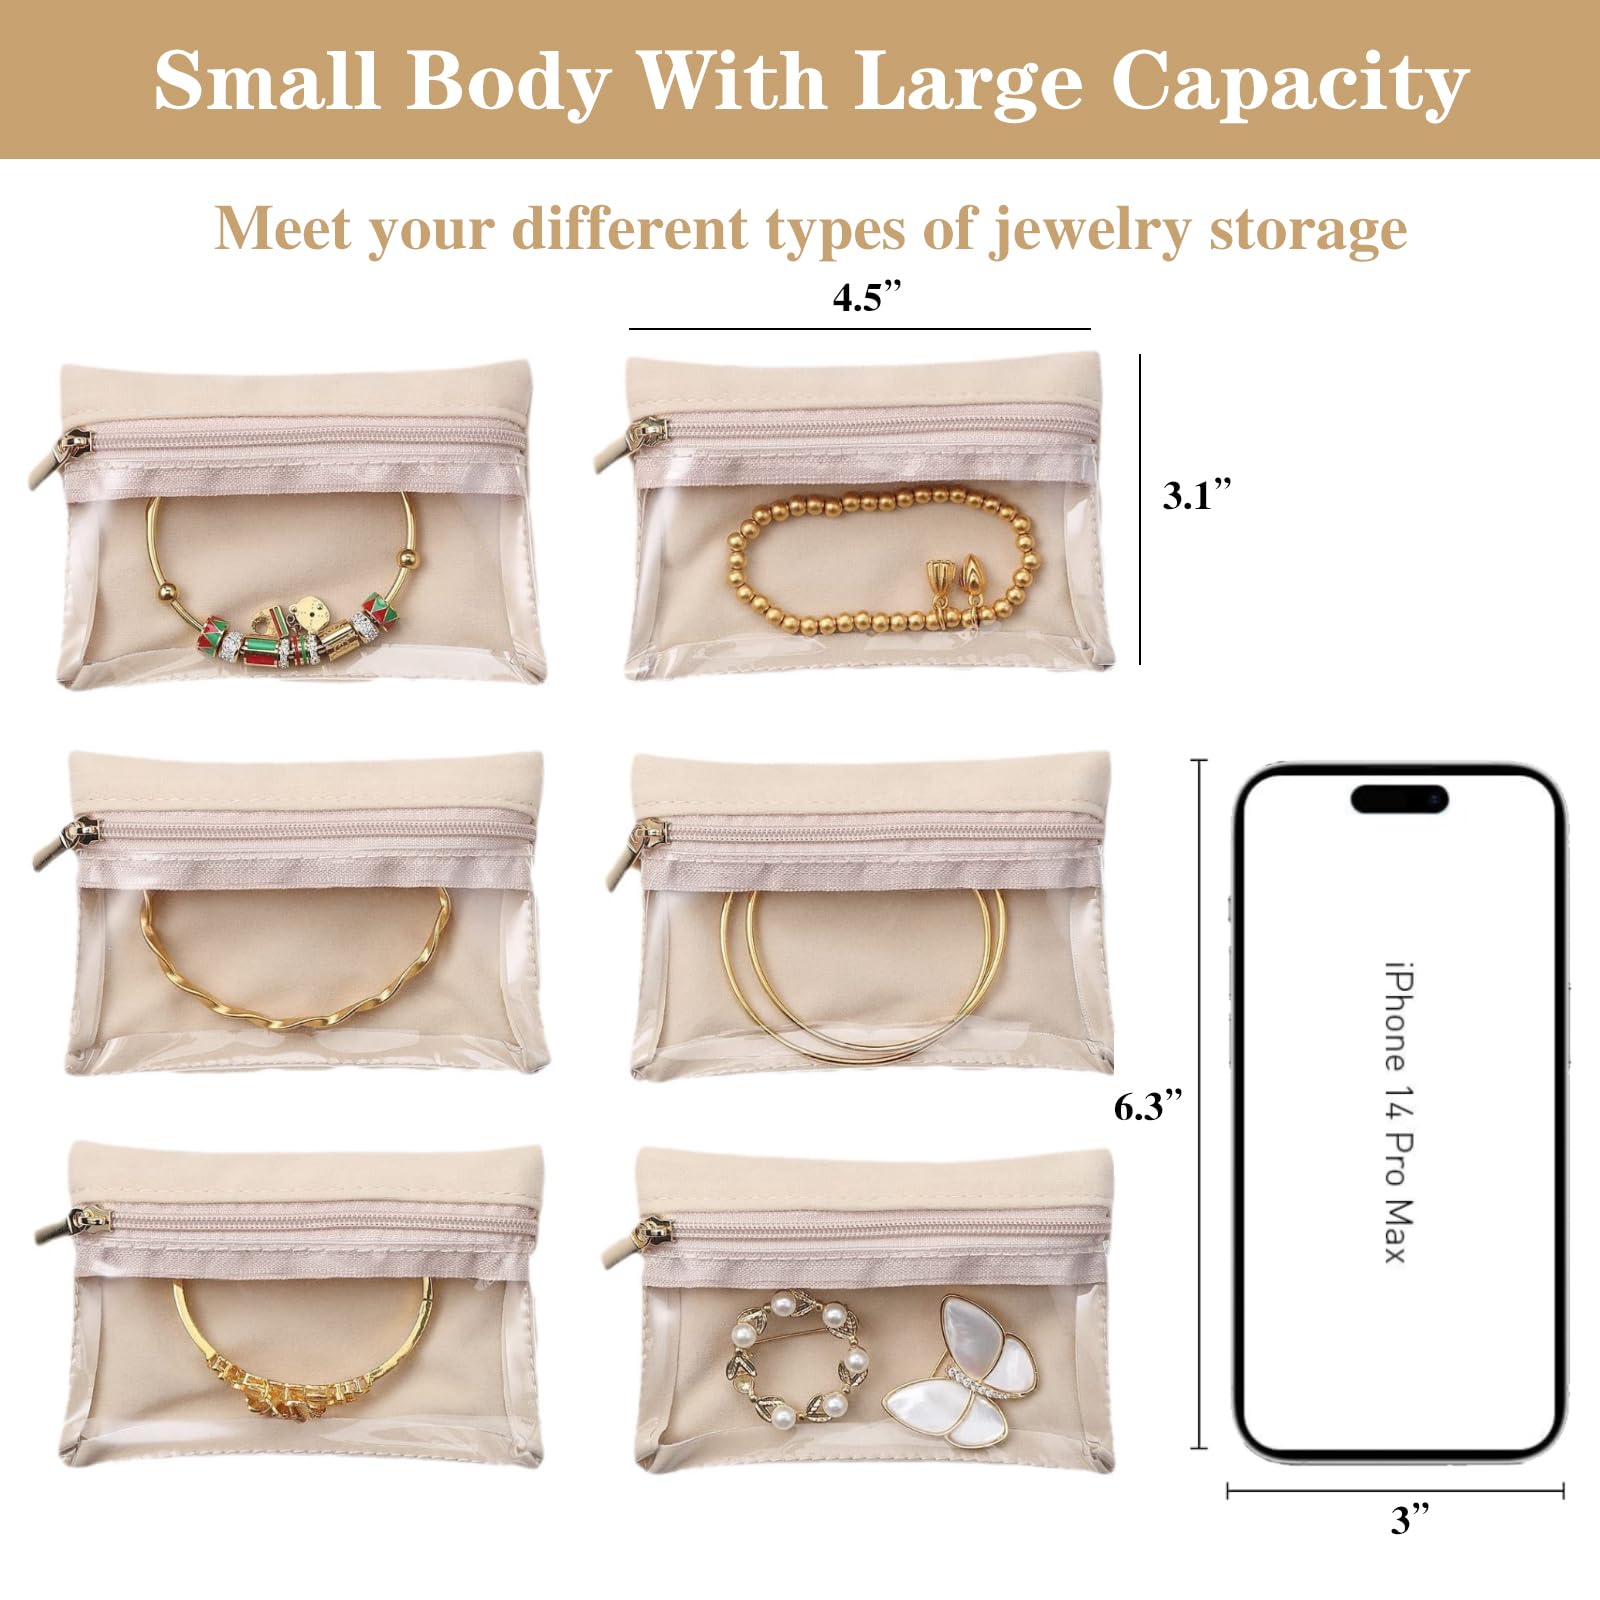 Small Body With Large Capacity
Meet your different types of jewelry storage
4.5”
3.1”
6.3”
iPhone 14 Pro Max
3”